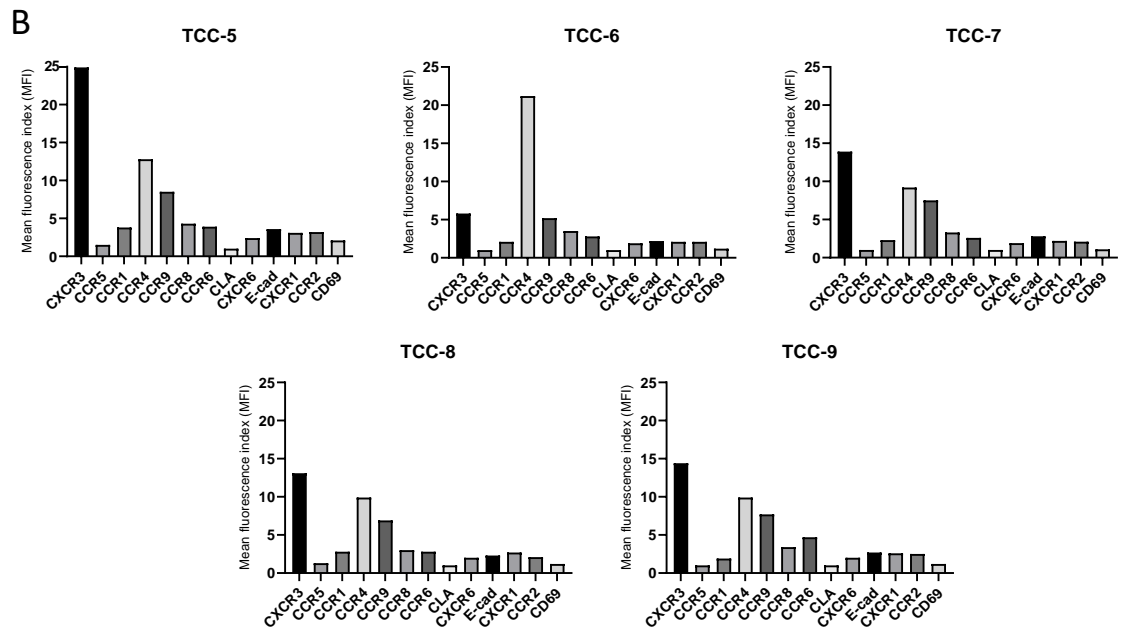 B
TCC-5
Mean fluorescence index (MFI)
25
20
15
10
5
0
CXCR3
CCR5
CCR1
CCR4
CCR9
CCR8
CCR6
CLA
CXCR6
E-cad
CXCR1
CCR2
CD69
TCC-6
Mean fluorescence index (MFI)
25
20
15
10
5
0
CXCR3
CCR5
CCR1
CCR4
CCR9
CCR8
CCR6
CLA
CXCR6
E-cad
CXCR1
CCR2
CD69
TCC-7
Mean fluorescence index (MFI)
25
20
15
10
5
0
CXCR3
CCR5
CCR1
CCR4
CCR9
CCR8
CCR6
CLA
CXCR6
E-cad
CXCR1
CCR2
CD69
TCC-8
Mean fluorescence index (MFI)
25
20
15
10
5
0
CXCR3
CCR5
CCR1
CCR4
CCR9
CCR8
CCR6
CLA
CXCR6
E-cad
CXCR1
CCR2
CD69
TCC-9
Mean fluorescence index (MFI)
25
20
15
10
5
0
CXCR3
CCR5
CCR1
CCR4
CCR9
CCR8
CCR6
CLA
CXCR6
E-cad
CXCR1
CCR2
CD69